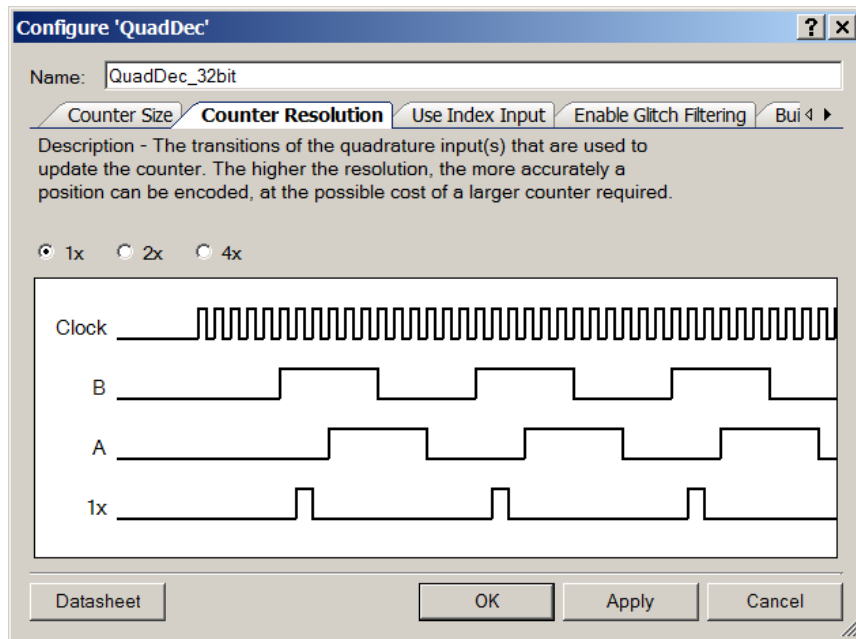 Configure 'QuadDec'
? ×
Name: QuadDec_32bit
Counter Size Counter Resolution Use Index Input Enable Glitch Filtering Bui
Description - The transitions of the quadrature input(s) that are used to
update the counter. The higher the resolution, the more accurately a
position can be encoded, at the possible cost of a larger counter required.
1x 2x 4x
Clock
B
A
1x
Datasheet OK Apply Cancel